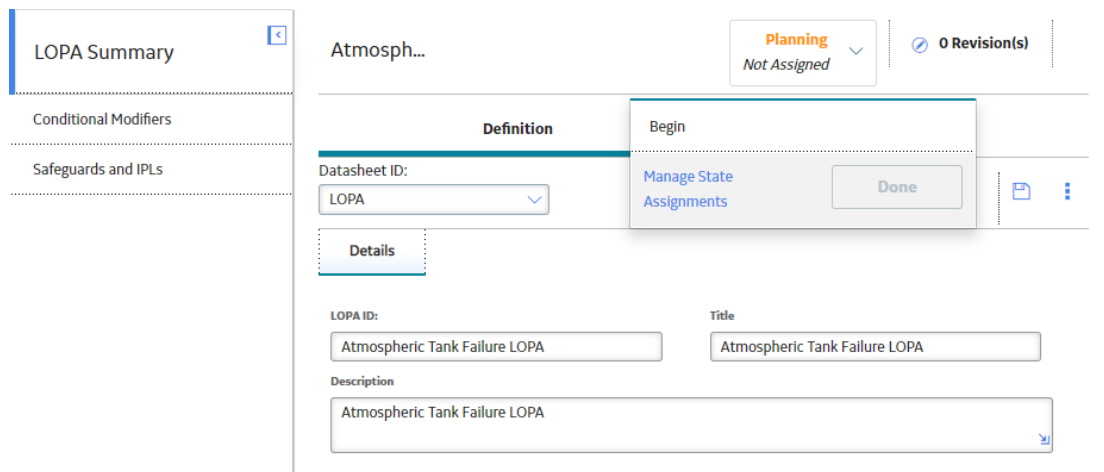 LOPA Summary
Conditional Modifiers
Safeguards and IPLs
Atmosph...
Planning
Not Assigned
0 Revision(s)
Definition
Begin
Manage State
Assignments
Done
Datasheet ID:
LOPA
Details
LOPA ID:
Title
Atmospheric Tank Failure LOPA
Atmospheric Tank Failure LOPA
Description
Atmospheric Tank Failure LOPA